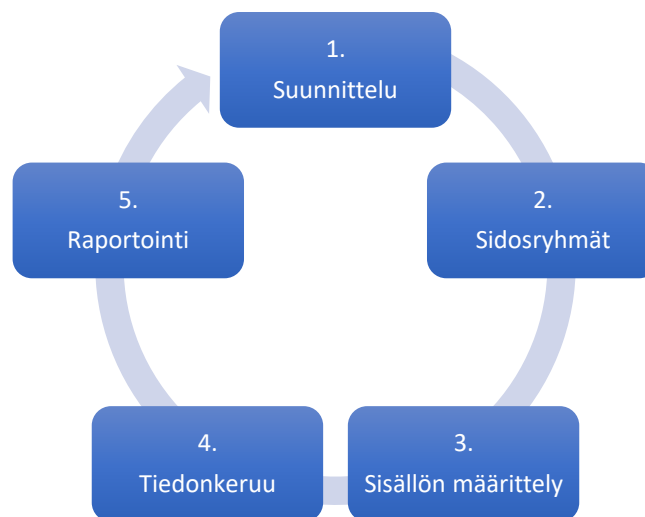 1.
Suunnittelu
2.
Sidosryhmät
3.
Sisällön määrittely
4.
Tiedonkeruu
5.
Raportointi